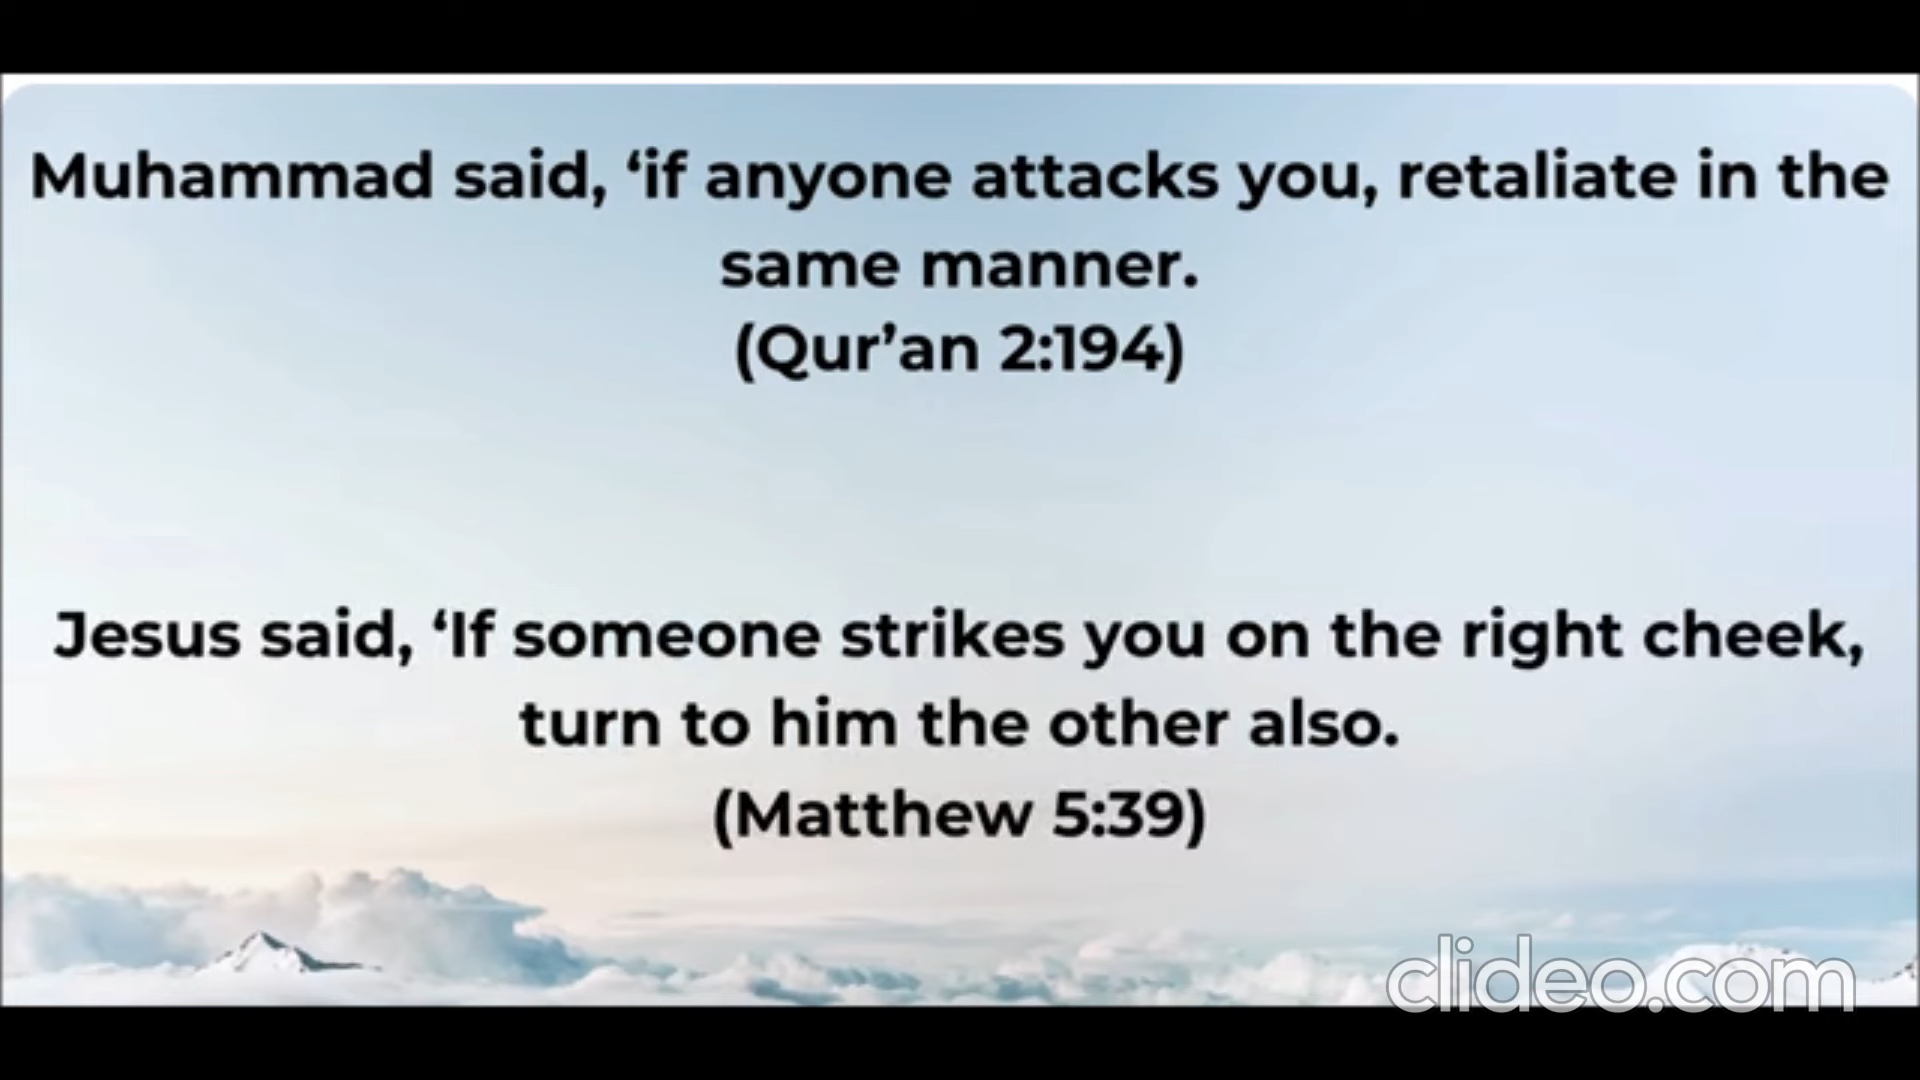 Muhammad said, ‘if anyone attacks you, retaliate in the
same manner.
(Qur’an 2:194)
Jesus said, ‘If someone strikes you on the right cheek,
turn to him the other also.
(Matthew 5:39)
clideo.com